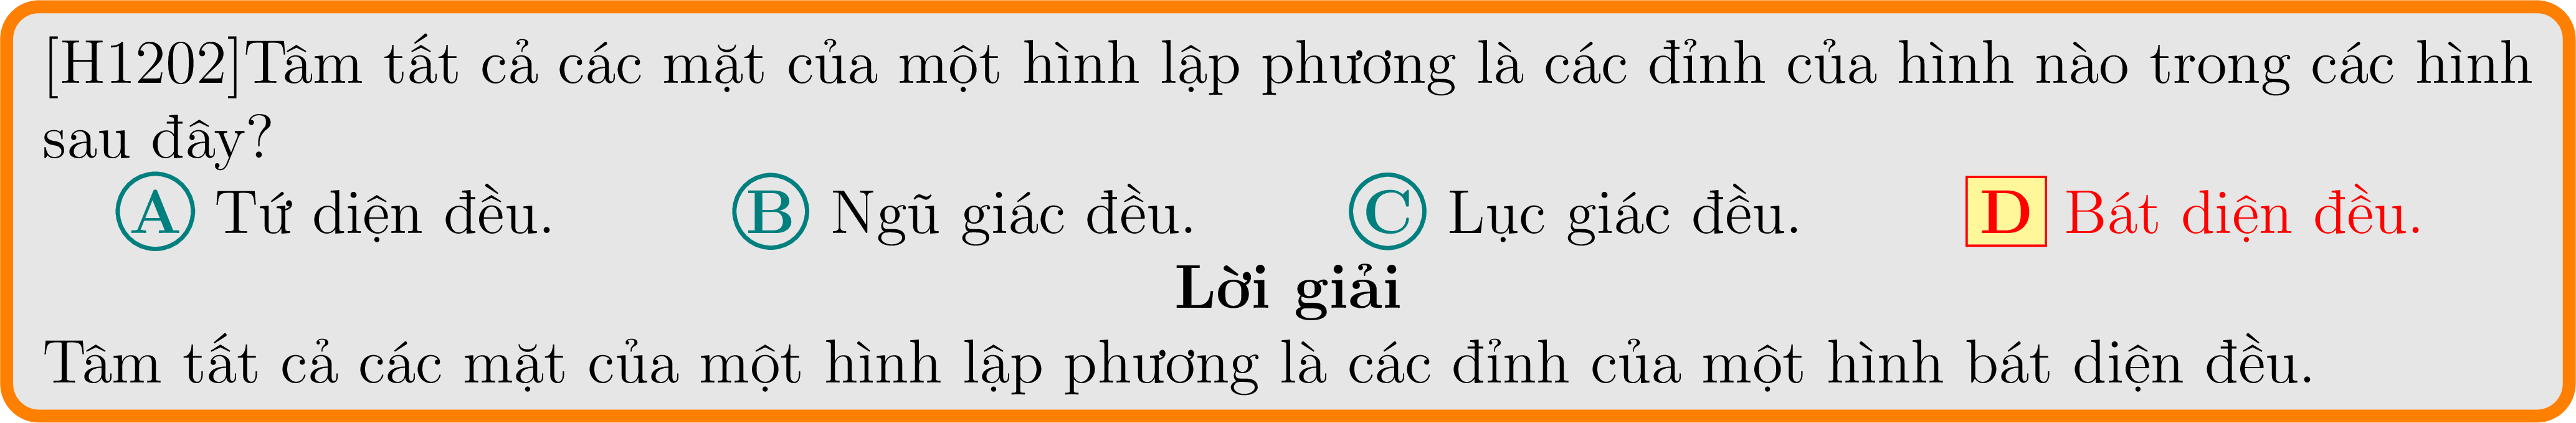 [H1202]Tâm tất cả các mặt của một hình lập phương là các đỉnh của hình nào trong các hình
sau đây?
A Tứ diện đều. B Ngũ giác đều. C Lục giác đều. D Bát diện đều.
Lời giải
Tâm tất cả các mặt của một hình lập phương là các đỉnh của một hình bát diện đều.